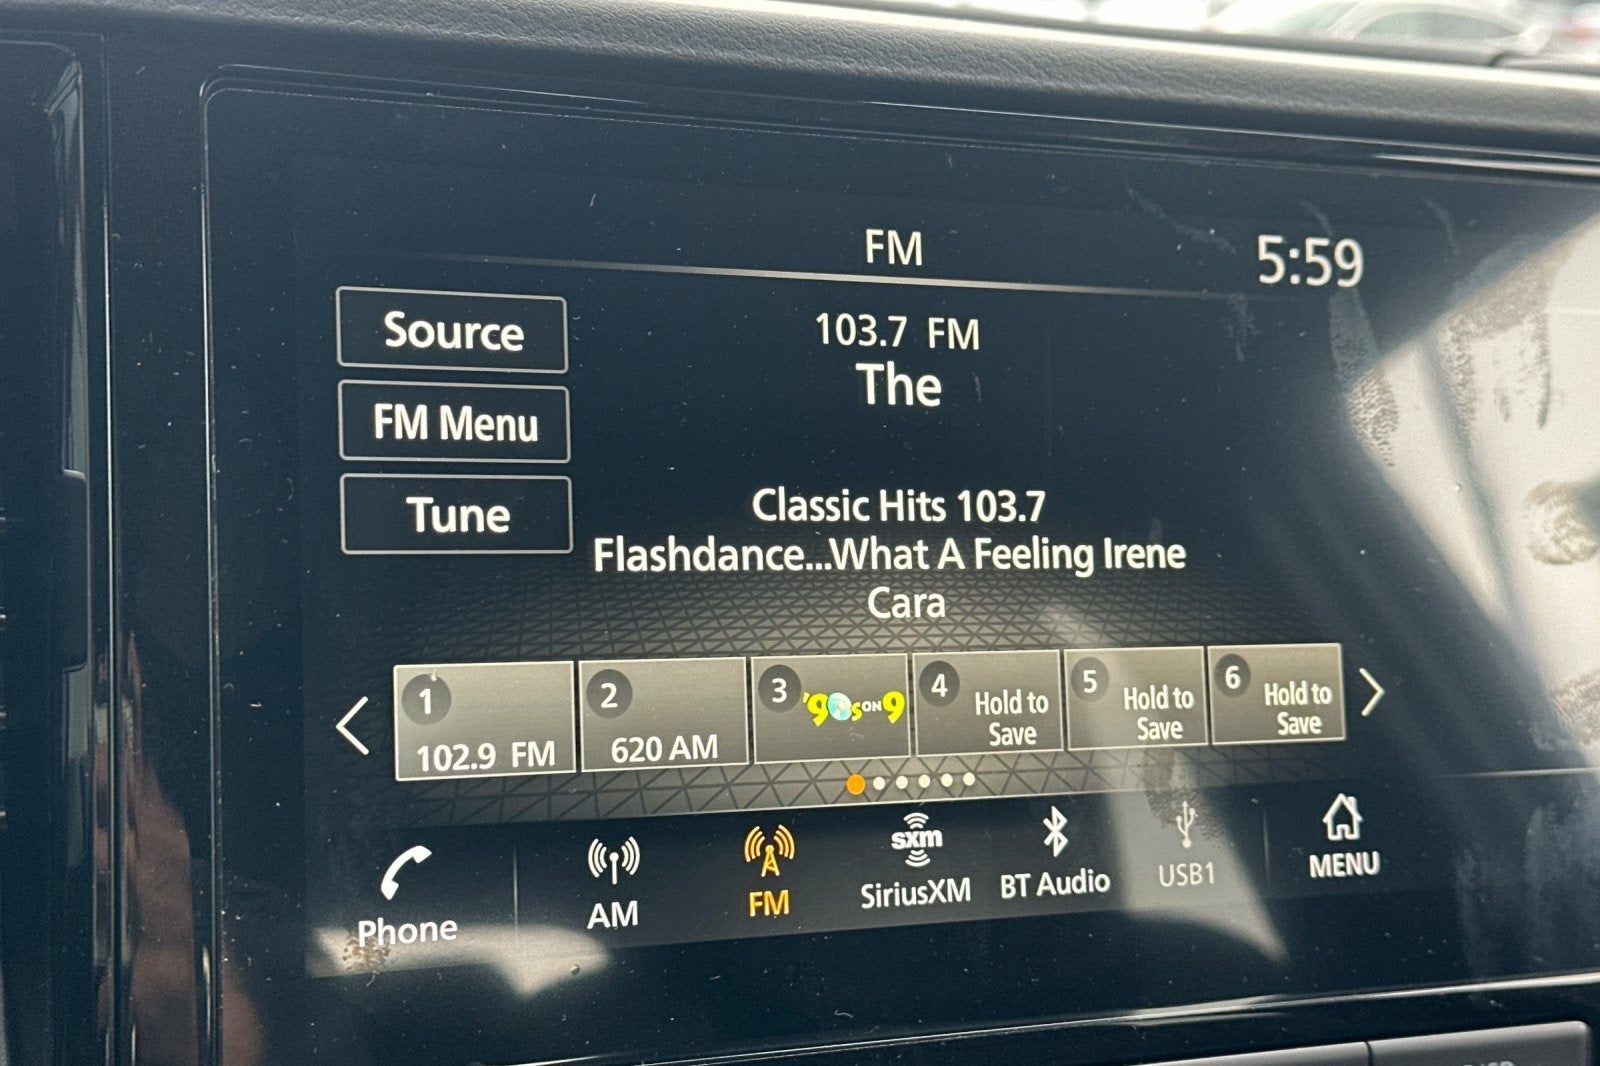 FM
5:59
Source
FM Menu
Tune
103.7 FM
The
Classic Hits 103.7
Flashdance...What A Feeling Irene
Cara
1
102.9 FM
2
620 AM
3
'90s ON 9
4
Hold to
Save
5
Hold to
Save
6
Hold to
Save
Phone
AM
FM
sxm
SiriusXM
BT Audio
USB1
MENU